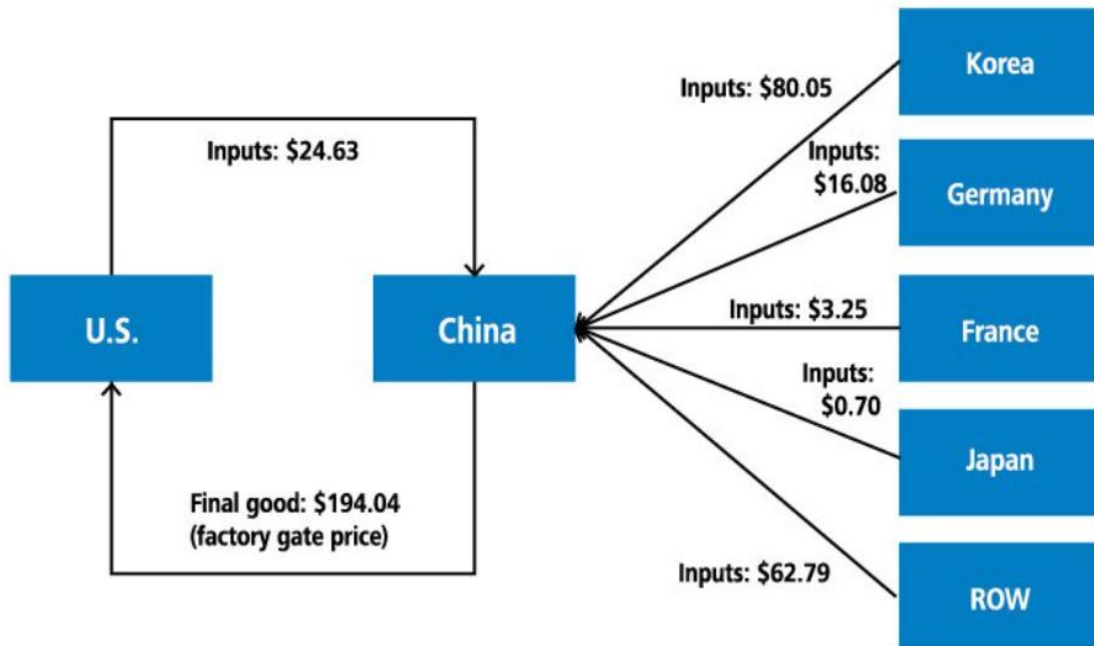 Korea
Inputs: $80.05
Inputs: $24.63
Inputs:
$16.08
Germany
U.S.
China
Inputs: $3.25
France
Inputs:
$0.70
Japan
Final good: $194.04
(factory gate price)
Inputs: $62.79
ROW